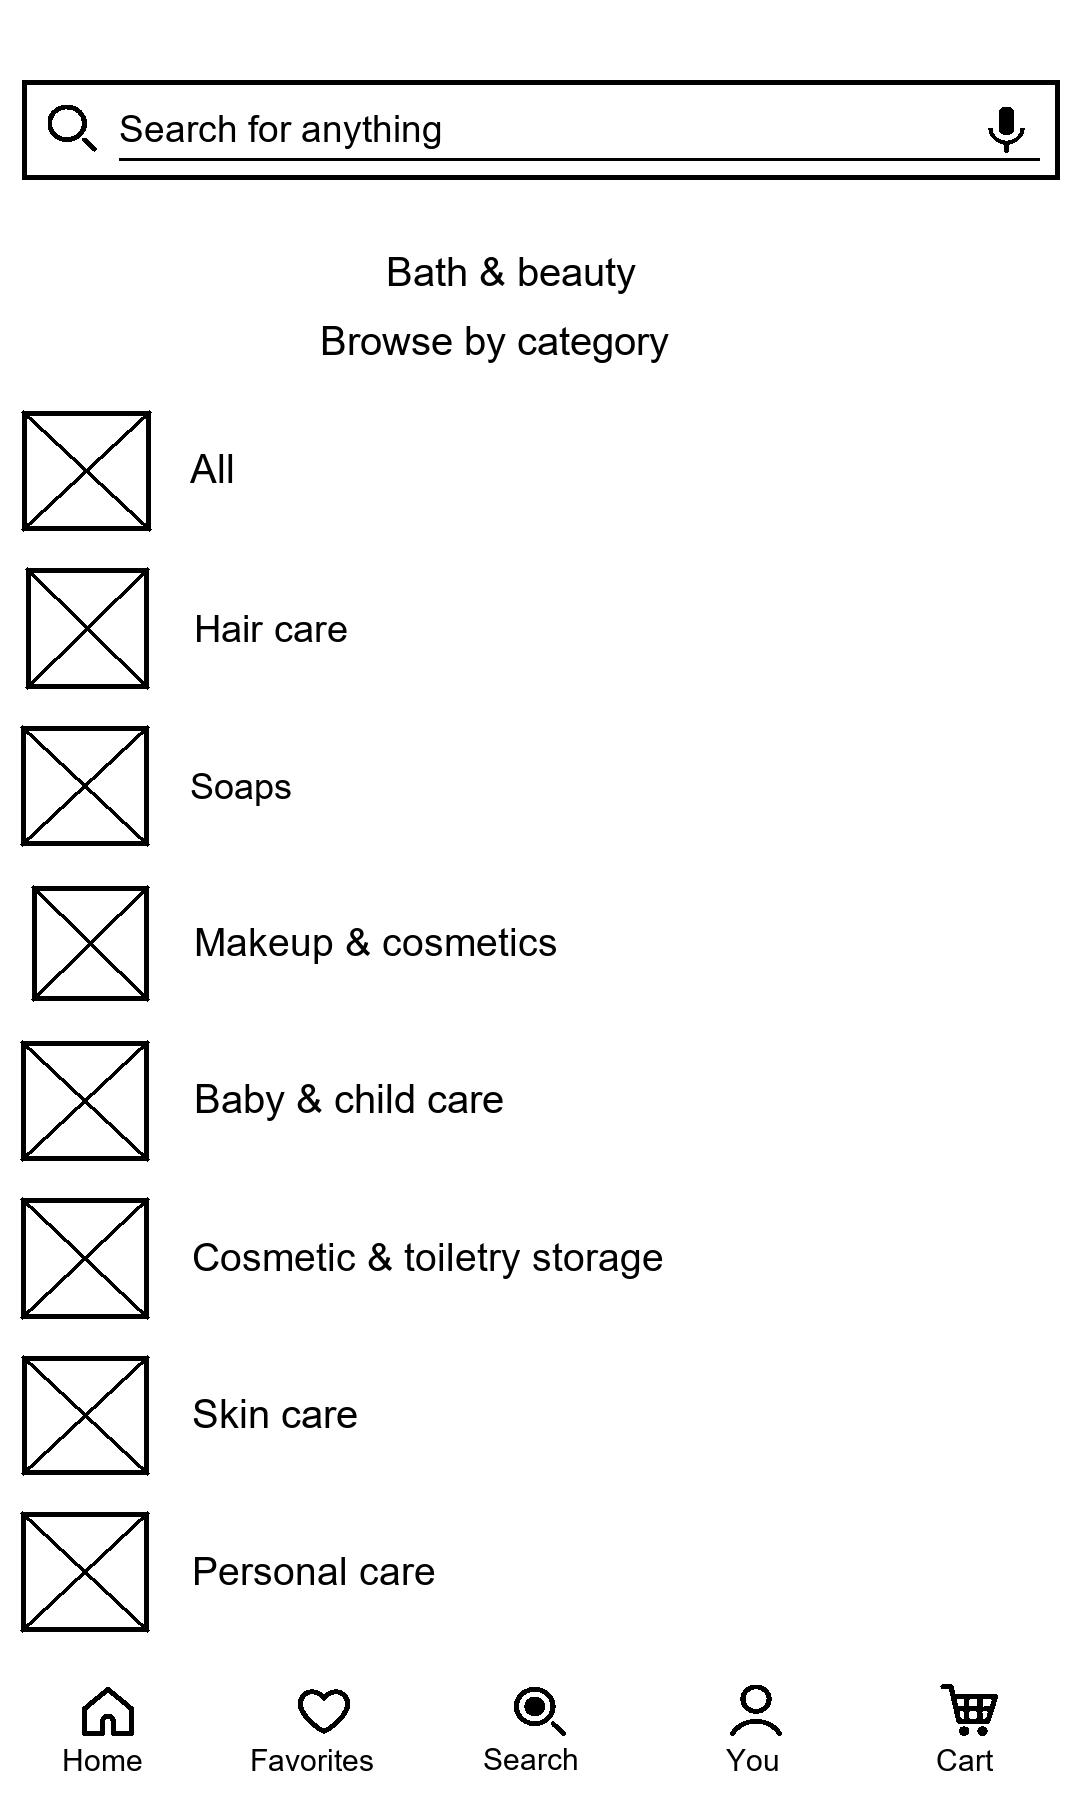 Search for anything
Bath & beauty
Browse by category
All
Hair care
Soaps
Makeup & cosmetics
Baby & child care
Cosmetic & toiletry storage
Skin care
Personal care
Home Favorites Search You Cart